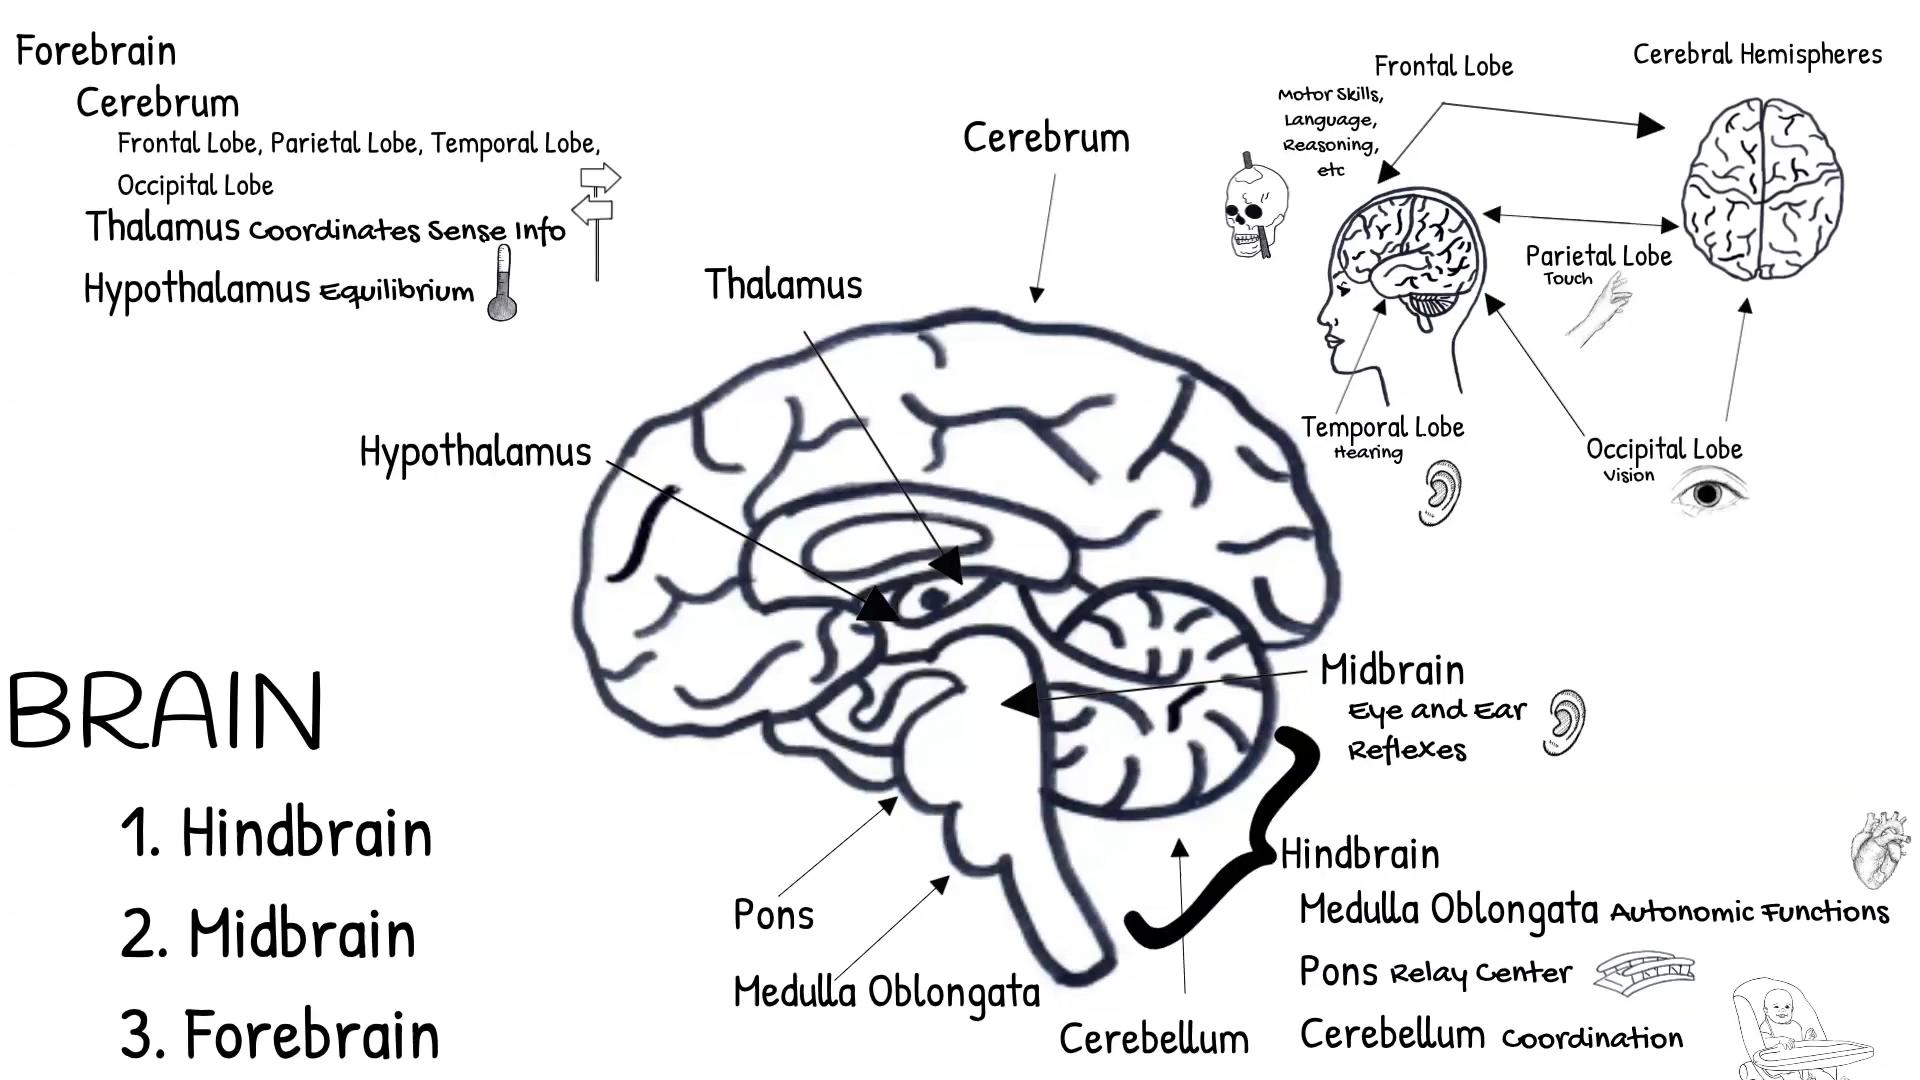 Forebrain
Cerebrum
Frontal Lobe, Parietal Lobe, Temporal Lobe,
Occipital Lobe
Thalamus Coordinates Sense Info
Hypothalamus Equilibrium
Cerebrum
Thalamus
Hypothalamus
Frontal Lobe
Motor Skills,
Language,
Reasoning,
etc
Cerebral Hemispheres
Parietal Lobe
Touch
Temporal Lobe
Hearing
Occipital Lobe
Vision
BRAIN
1. Hindbrain
2. Midbrain
3. Forebrain
Midbrain
Eye and Ear
Reflexes
Pons
Medulla Oblongata
Cerebellum
Hindbrain
Medulla Oblongata Autonomic Functions
Pons Relay Center
Cerebellum Coordination